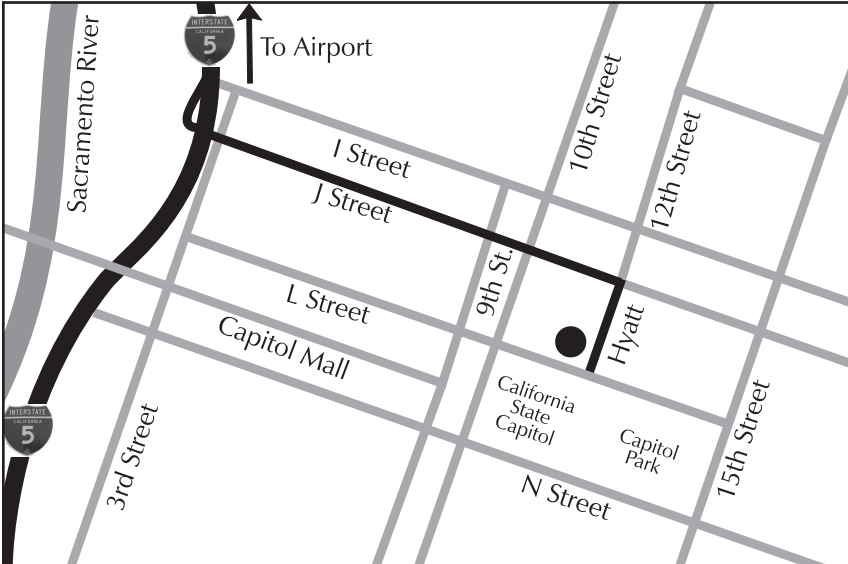 INTERSTATE
CALIFORNIA
5
To Airport
Sacramento River
10th Street
I Street
12th Street
J Street
9th St.
L Street
Hyatt
Capitol Mall
California
State
Capitol
Capitol
Park
15th Street
INTERSTATE
CALIFORNIA
5
3rd Street
N Street